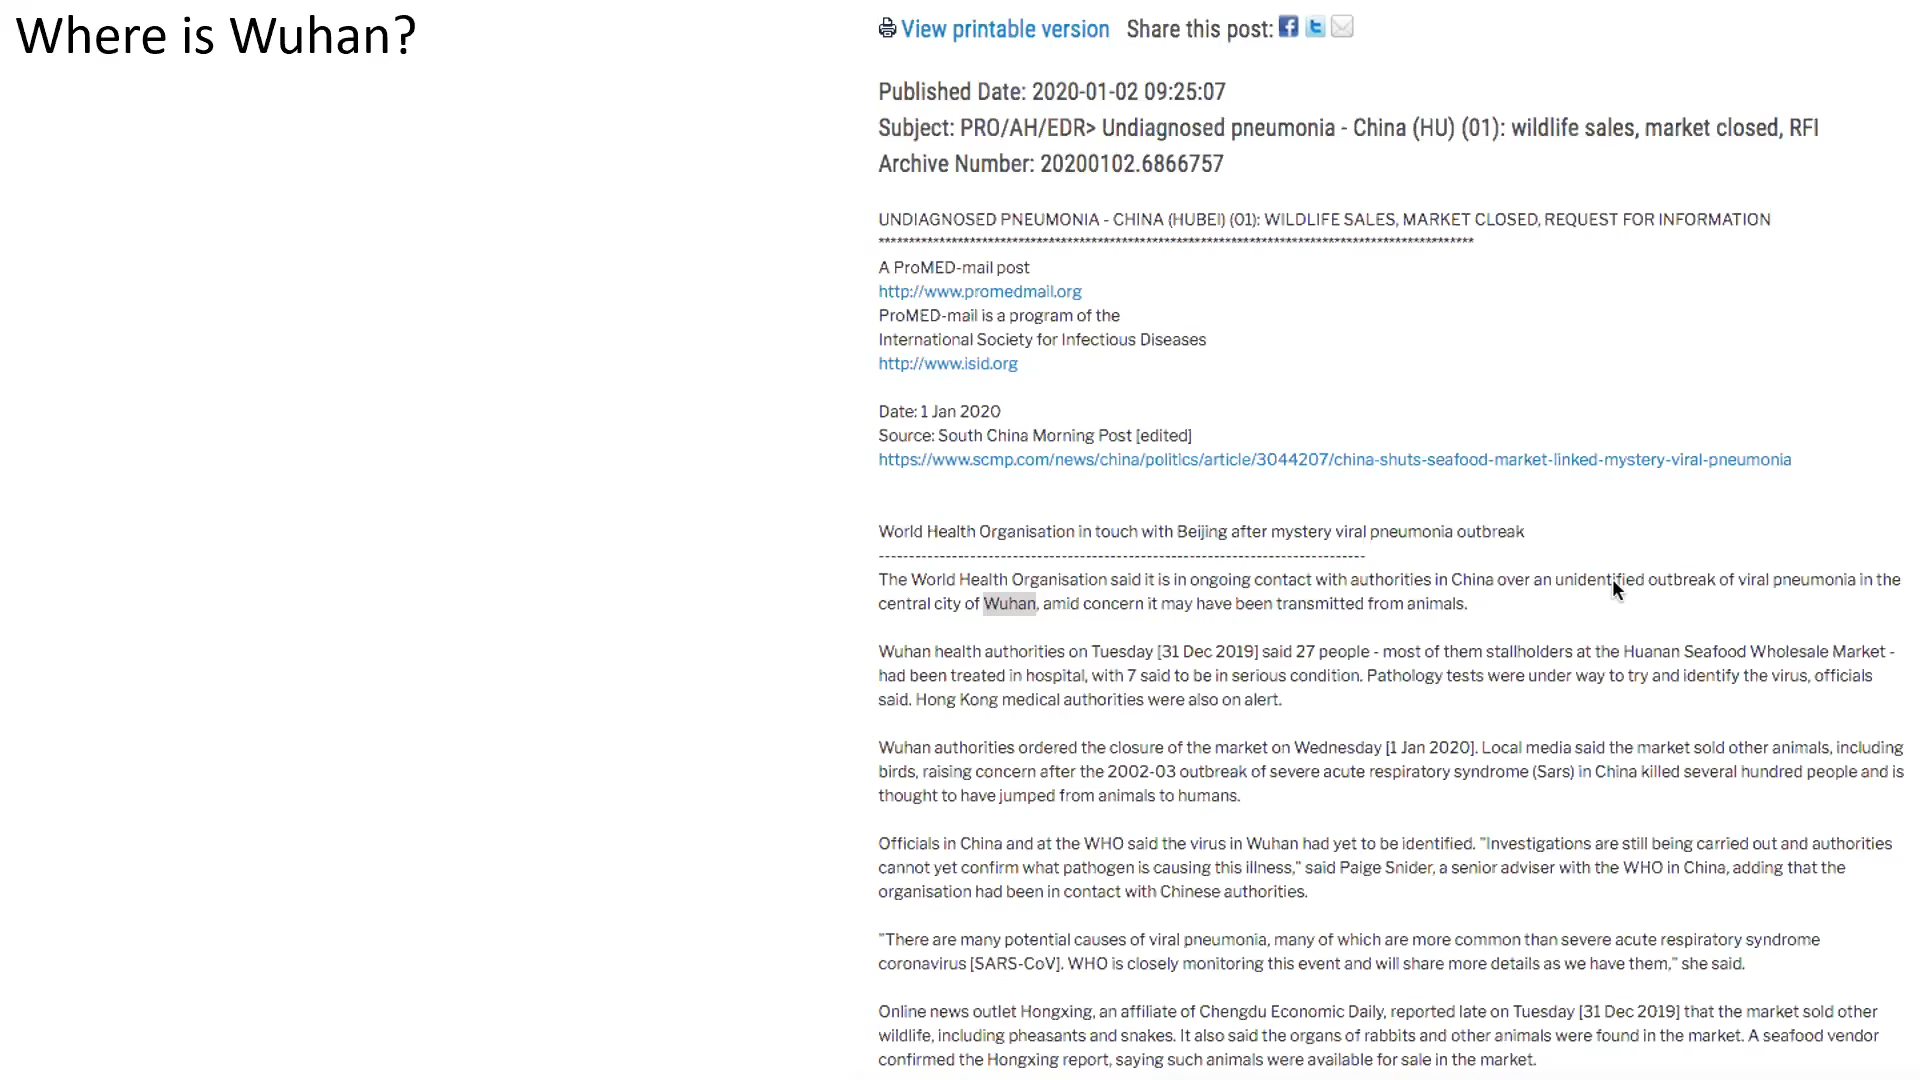 Where is Wuhan?
View printable version Share this post:
Published Date: 2020-01-02 09:25:07
Subject: PRO/AH/EDR> Undiagnosed pneumonia - China (HU) (01): wildlife sales, market closed, RFI
Archive Number: 20200102.6866757
UNDIAGNOSED PNEUMONIA - CHINA (HUBEI) (01): WILDLIFE SALES, MARKET CLOSED, REQUEST FOR INFORMATION
**************************************************************************************************
A ProMED-mail post
http://www.promedmail.org
ProMED-mail is a program of the
International Society for Infectious Diseases
http://www.isid.org
Date: 1 Jan 2020
Source: South China Morning Post [edited]
https://www.scmp.com/news/china/politics/article/3044207/china-shuts-seafood-market-linked-mystery-viral-pneumonia
World Health Organisation in touch with Beijing after mystery viral pneumonia outbreak
--------------------------------------------------------------------------------
The World Health Organisation said it is in ongoing contact with authorities in China over an unidentified outbreak of viral pneumonia in the
central city of Wuhan, amid concern it may have been transmitted from animals.
Wuhan health authorities on Tuesday [31 Dec 2019] said 27 people - most of them stallholders at the Huanan Seafood Wholesale Market -
had been treated in hospital, with 7 said to be in serious condition. Pathology tests were under way to try and identify the virus, officials
said. Hong Kong medical authorities were also on alert.
Wuhan authorities ordered the closure of the market on Wednesday [1 Jan 2020]. Local media said the market sold other animals, including
birds, raising concern after the 2002-03 outbreak of severe acute respiratory syndrome (Sars) in China killed several hundred people and is
thought to have jumped from animals to humans.
Officials in China and at the WHO said the virus in Wuhan had yet to be identified. "Investigations are still being carried out and authorities
cannot yet confirm what pathogen is causing this illness," said Paige Snider, a senior adviser with the WHO in China, adding that the
organisation had been in contact with Chinese authorities.
"There are many potential causes of viral pneumonia, many of which are more common than severe acute respiratory syndrome
coronavirus [SARS-CoV]. WHO is closely monitoring this event and will share more details as we have them," she said.
Online news outlet Hongxing, an affiliate of Chengdu Economic Daily, reported late on Tuesday [31 Dec 2019] that the market sold other
wildlife, including pheasants and snakes. It also said the organs of rabbits and other animals were found in the market. A seafood vendor
confirmed the Hongxing report, saying such animals were available for sale in the market.